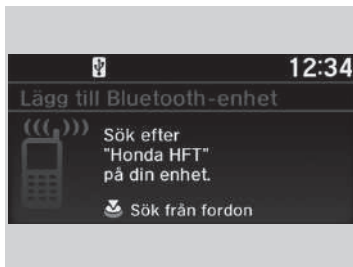 12:34
Lägg till Bluetooth-enhet
Sök efter
"Honda HFT"
på din enhet.
Sök från fordon